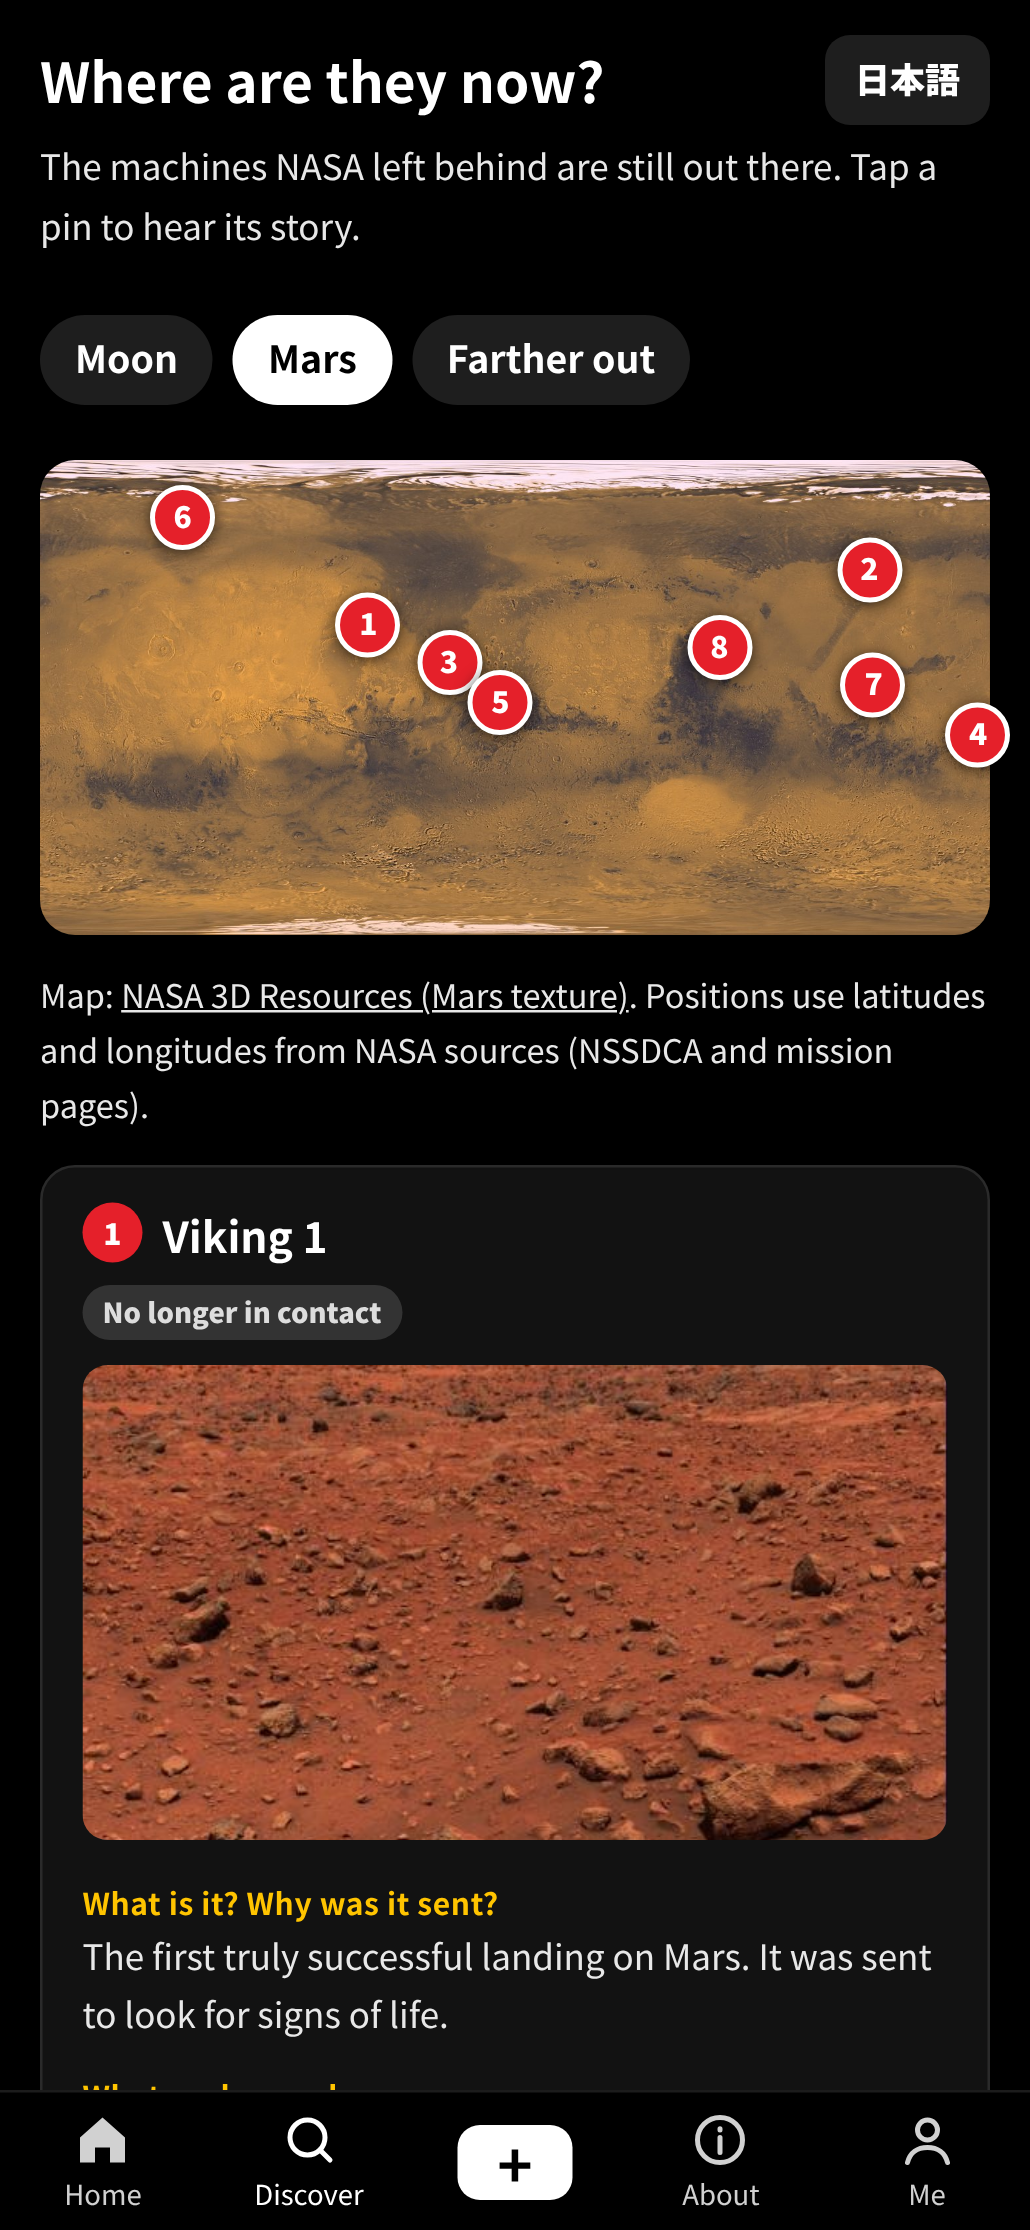 Where are they now?
日本語
The machines NASA left behind are still out there. Tap a
pin to hear its story.
Moon
Mars
Farther out
6
2
1
8
3
7
5
4
Map: NASA 3D Resources (Mars texture). Positions use latitudes
and longitudes from NASA sources (NSSDCA and mission
pages).
1
Viking 1
No longer in contact
What is it? Why was it sent?
The first truly successful landing on Mars. It was sent
to look for signs of life.
Home
Discover
About
Me